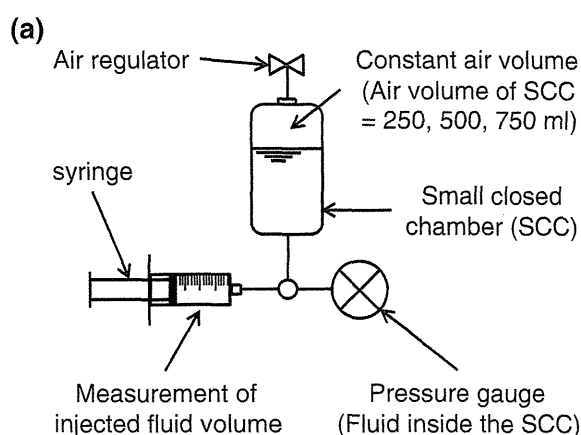 (a)
Air regulator
Constant air volume
(Air volume of SCC
= 250, 500, 750 ml)
syringe
Small closed
chamber (SCC)
Measurement of
injected fluid volume
Pressure gauge
(Fluid inside the SCC)